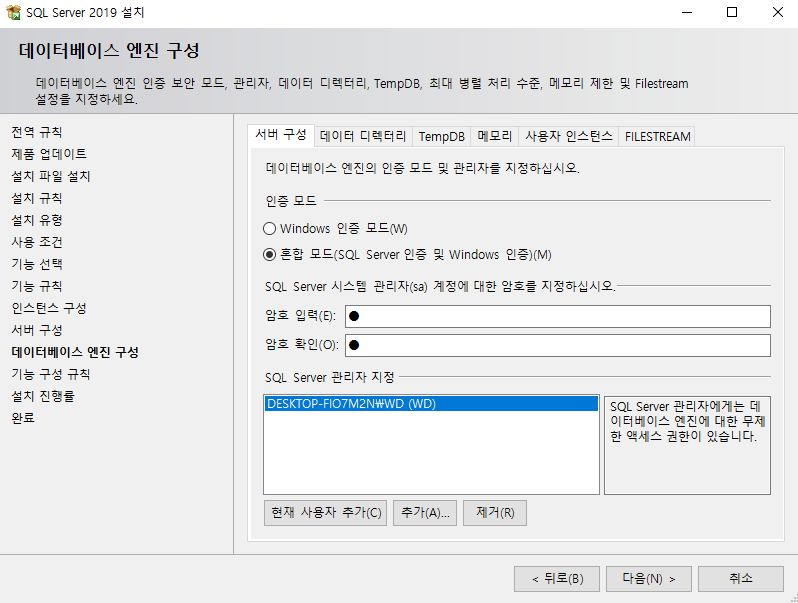 SQL Server 2019 설치
데이터베이스 엔진 구성
데이터베이스 엔진 인증 보안 모드, 관리자, 데이터 디렉터리, TempDB, 최대 병렬 처리 수준, 메모리 제한 및 Filestream
설정을 지정하세요.
전역 규칙
제품 업데이트
설치 파일 설치
설치 규칙
설치 유형
사용 조건
기능 선택
기능 규칙
인스턴스 구성
서버 구성
데이터베이스 엔진 구성
기능 구성 규칙
설치 진행률
완료
서버 구성 데이터 디렉터리 TempDB 메모리 사용자 인스턴스 FILESTREAM
데이터베이스 엔진의 인증 모드 및 관리자를 지정하십시오.
인증 모드
Windows 인증 모드(W)
혼합 모드(SQL Server 인증 및 Windows 인증)(M)
SQL Server 시스템 관리자(sa) 계정에 대한 암호를 지정하십시오.
암호 입력(E): ●
암호 확인(O): ●
SQL Server 관리자 지정
DESKTOP-FIO7M2N₩WD (WD)
SQL Server 관리자에게는 데
이터베이스 엔진에 대한 무제
한 액세스 권한이 있습니다.
현재 사용자 추가(C) 추가(A)... 제거(R)
< 뒤로(B) 다음(N) > 취소